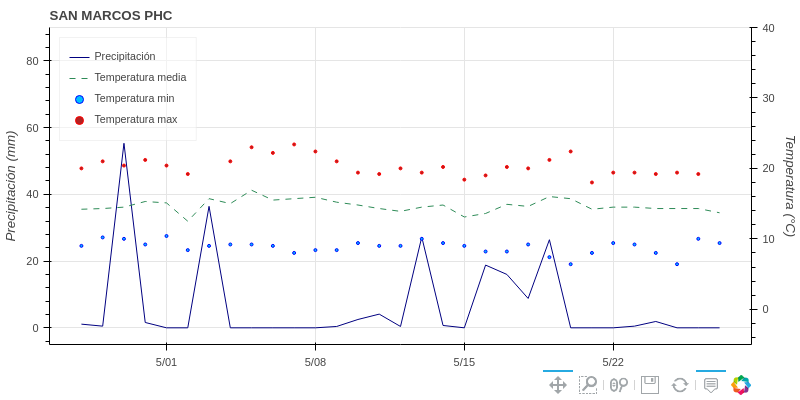 SAN MARCOS PHC
Precipitación
Temperatura media
Temperatura min
Temperatura max
Precipitación (mm)
80
60
40
20
0
Temperatura (°C)
40
30
20
10
0
5/01
5/08
5/15
5/22